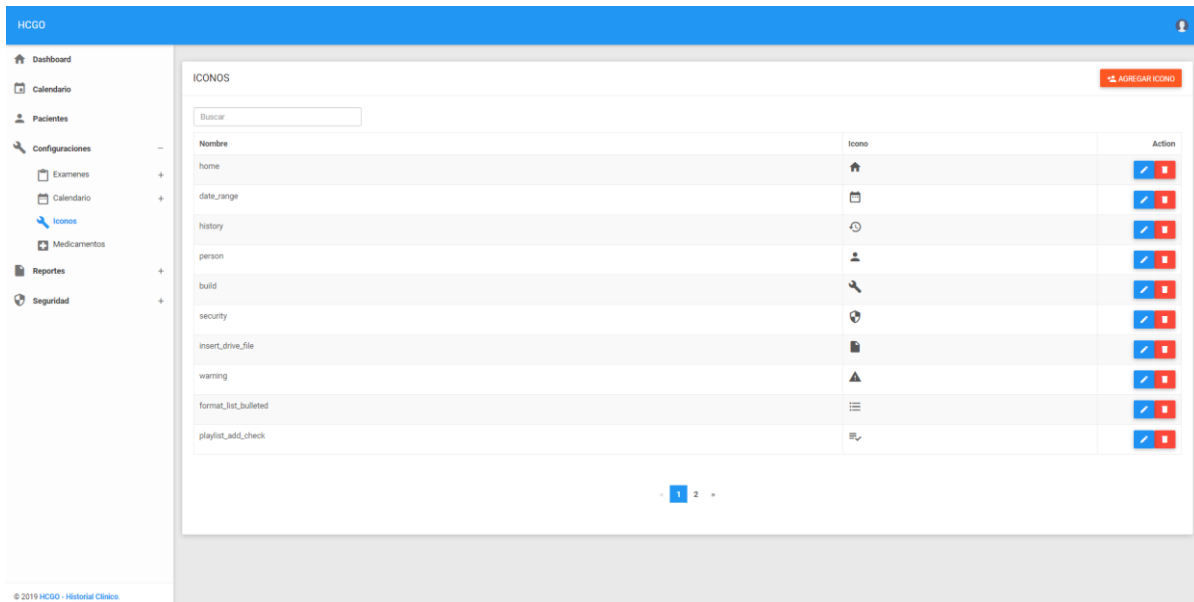 HCGO
Dashboard
Calendario
Pacientes
Configuraciones
Examenes
Calendario
Iconos
Medicamentos
Reportes
Seguridad
© 2019 HCGO - Historial Clínico.
ICONOS
AGREGAR ICONO
Buscar
Nombre Icono Action
home
date_range
history
person
build
security
insert_drive_file
warning
format_list_bulleted
playlist_add_check
« 1 2 »